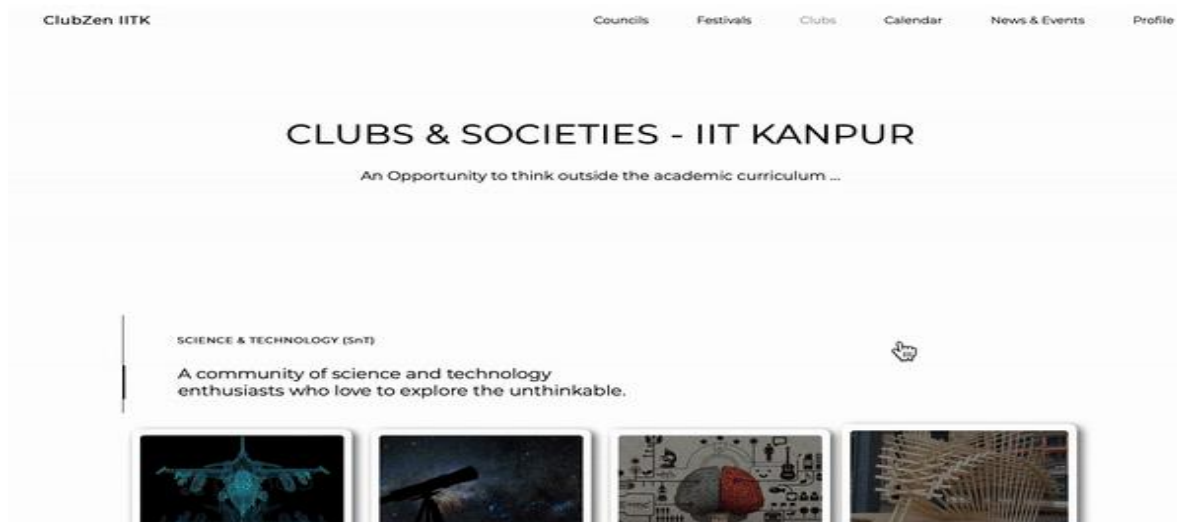 ClubZen IITK
Councils Festivals Clubs Calendar News & Events Profile
CLUBS & SOCIETIES - IIT KANPUR
An Opportunity to think outside the academic curriculum ...
SCIENCE & TECHNOLOGY (SnT)
A community of science and technology
enthusiasts who love to explore the unthinkable.